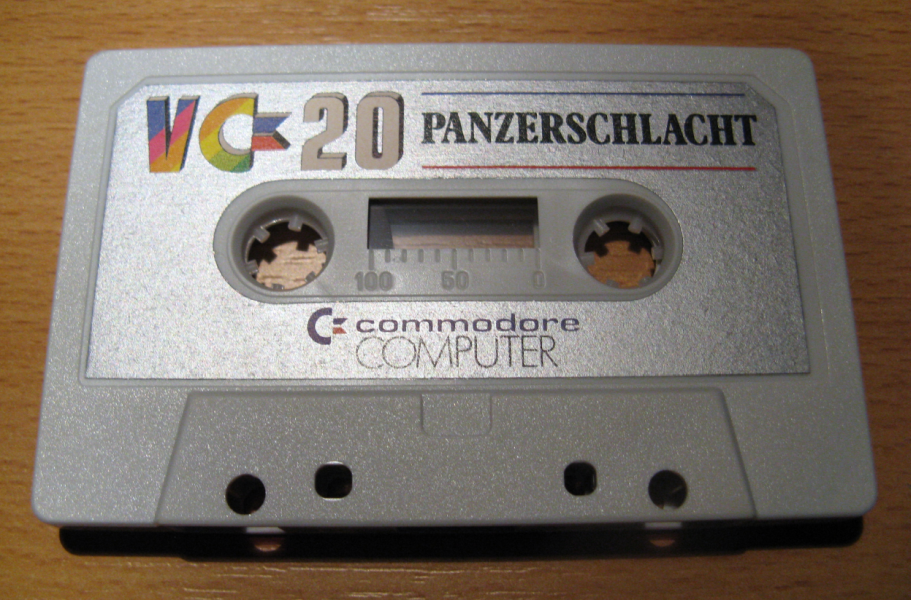 VC 20 PANZERSCHLACHT
100 50 0
commodore
COMPUTER